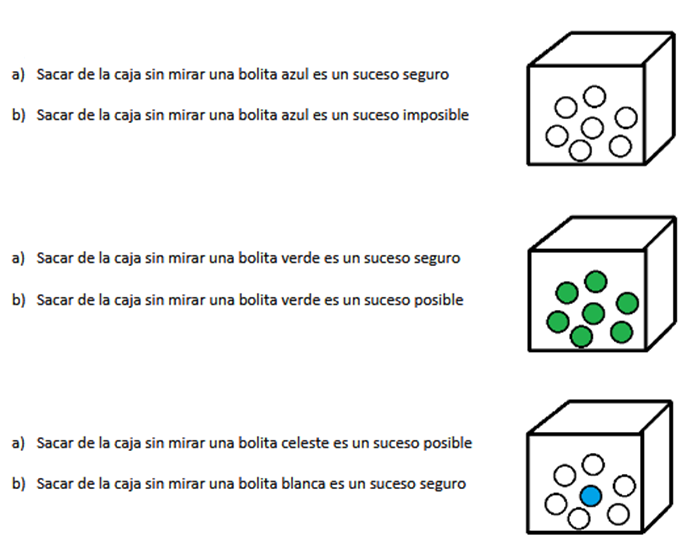 a) Sacar de la caja sin mirar una bolita azul es un suceso seguro
b) Sacar de la caja sin mirar una bolita azul es un suceso imposible
a) Sacar de la caja sin mirar una bolita verde es un suceso seguro
b) Sacar de la caja sin mirar una bolita verde es un suceso posible
a) Sacar de la caja sin mirar una bolita celeste es un suceso posible
b) Sacar de la caja sin mirar una bolita blanca es un suceso seguro